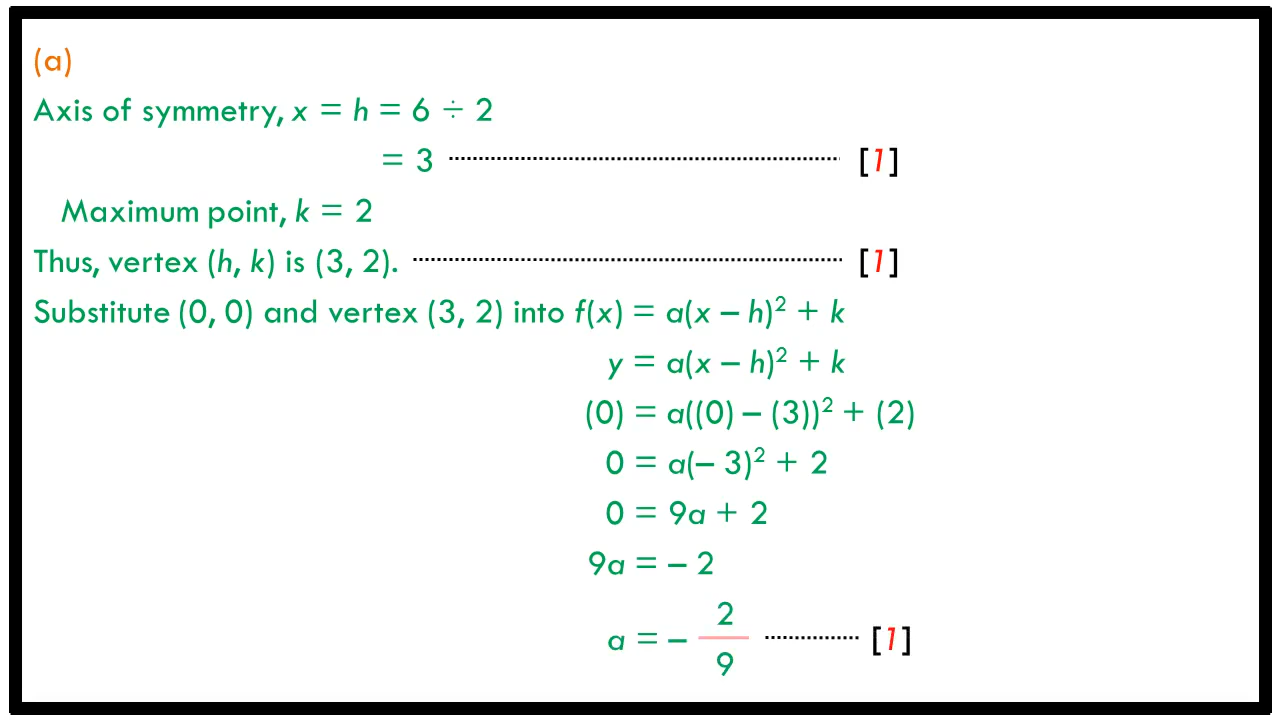 (a)
Axis of symmetry, x = h = 6 ÷ 2
= 3 [1]
Maximum point, k = 2
Thus, vertex (h, k) is (3, 2). [1]
Substitute (0, 0) and vertex (3, 2) into f(x) = a(x – h)² + k
y = a(x – h)² + k
(0) = a((0) – (3))² + (2)
0 = a(– 3)² + 2
0 = 9a + 2
9a = – 2
2
a = – [1]
9